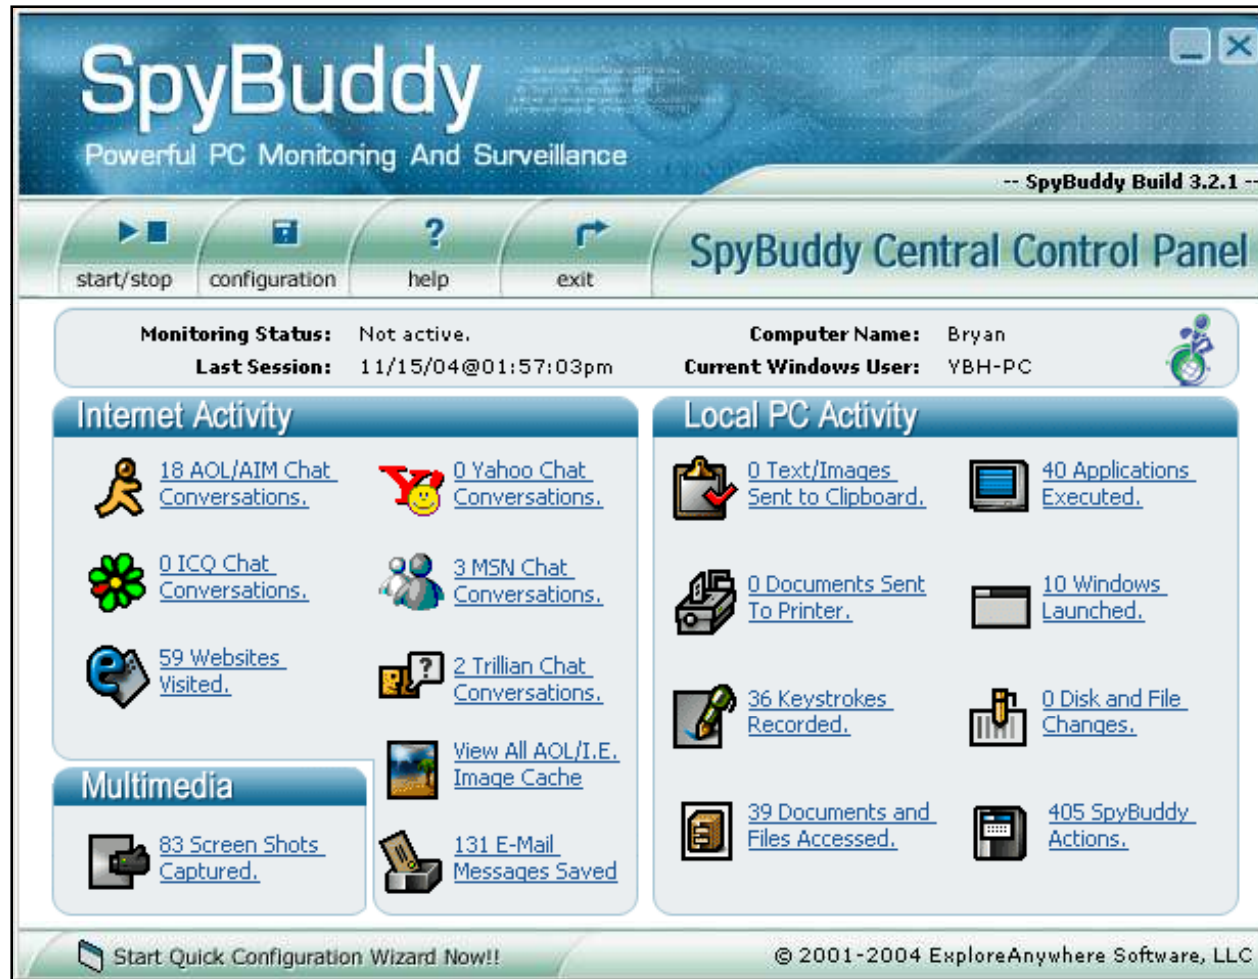 SpyBuddy
Powerful PC Monitoring And Surveillance
-- SpyBuddy Build 3.2.1 --
start/stop
configuration
?
help
exit
SpyBuddy Central Control Panel
Monitoring Status: Not active.
Last Session: 11/15/04@01:57:03pm
Computer Name: Bryan
Current Windows User: YBH-PC
Internet Activity
18 AOL/AIM Chat
Conversations.
0 Yahoo Chat
Conversations.
0 ICQ Chat
Conversations.
3 MSN Chat
Conversations.
59 Websites
Visited.
2 Trillian Chat
Conversations.
View All AOL/I.E.
Image Cache
131 E-Mail
Messages Saved
Multimedia
83 Screen Shots
Captured.
Local PC Activity
0 Text/Images
Sent to Clipboard.
40 Applications
Executed.
0 Documents Sent
To Printer.
10 Windows
Launched.
36 Keystrokes
Recorded.
0 Disk and File
Changes.
39 Documents and
Files Accessed.
405 SpyBuddy
Actions.
Start Quick Configuration Wizard Now!!
© 2001-2004 ExploreAnywhere Software, LLC